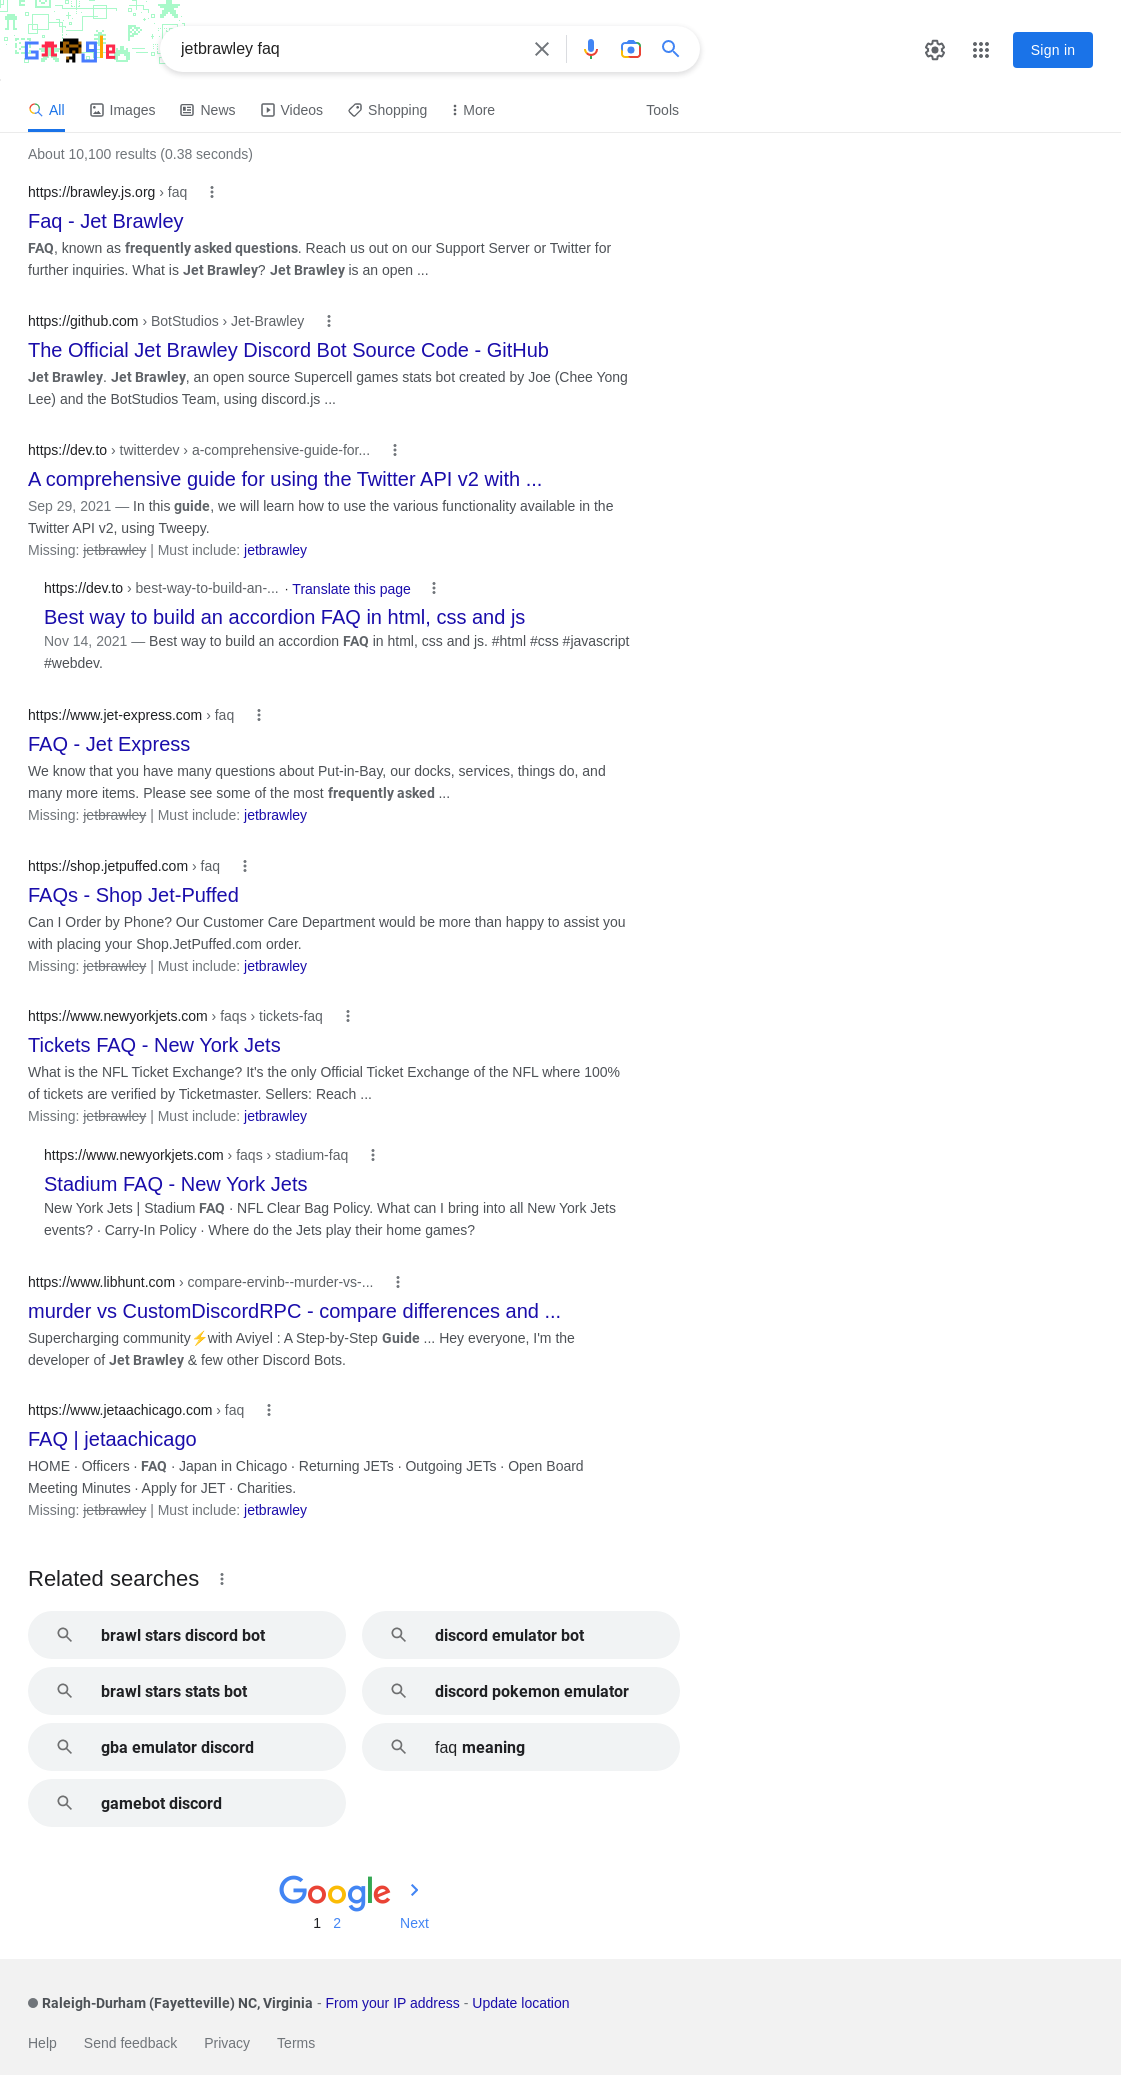 jetbrawley faq
Sign in
All Images News Videos Shopping More Tools
About 10,100 results (0.38 seconds)
https://brawley.js.org › faq
Faq - Jet Brawley
FAQ, known as frequently asked questions. Reach us out on our Support Server or Twitter for
further inquiries. What is Jet Brawley? Jet Brawley is an open ...
https://github.com › BotStudios › Jet-Brawley
The Official Jet Brawley Discord Bot Source Code - GitHub
Jet Brawley. Jet Brawley, an open source Supercell games stats bot created by Joe (Chee Yong
Lee) and the BotStudios Team, using discord.js ...
https://dev.to › twitterdev › a-comprehensive-guide-for...
A comprehensive guide for using the Twitter API v2 with ...
Sep 29, 2021 — In this guide, we will learn how to use the various functionality available in the
Twitter API v2, using Tweepy.
Missing: jetbrawley | Must include: jetbrawley
https://dev.to › best-way-to-build-an-... · Translate this page
Best way to build an accordion FAQ in html, css and js
Nov 14, 2021 — Best way to build an accordion FAQ in html, css and js. #html #css #javascript
#webdev.
https://www.jet-express.com › faq
FAQ - Jet Express
We know that you have many questions about Put-in-Bay, our docks, services, things do, and
many more items. Please see some of the most frequently asked ...
Missing: jetbrawley | Must include: jetbrawley
https://shop.jetpuffed.com › faq
FAQs - Shop Jet-Puffed
Can I Order by Phone? Our Customer Care Department would be more than happy to assist you
with placing your Shop.JetPuffed.com order.
Missing: jetbrawley | Must include: jetbrawley
https://www.newyorkjets.com › faqs › tickets-faq
Tickets FAQ - New York Jets
What is the NFL Ticket Exchange? It's the only Official Ticket Exchange of the NFL where 100%
of tickets are verified by Ticketmaster. Sellers: Reach ...
Missing: jetbrawley | Must include: jetbrawley
https://www.newyorkjets.com › faqs › stadium-faq
Stadium FAQ - New York Jets
New York Jets | Stadium FAQ · NFL Clear Bag Policy. What can I bring into all New York Jets
events? · Carry-In Policy · Where do the Jets play their home games?
https://www.libhunt.com › compare-ervinb--murder-vs-...
murder vs CustomDiscordRPC - compare differences and ...
Supercharging community⚡with Aviyel : A Step-by-Step Guide ... Hey everyone, I'm the
developer of Jet Brawley & few other Discord Bots.
https://www.jetaachicago.com › faq
FAQ | jetaachicago
HOME · Officers · FAQ · Japan in Chicago · Returning JETs · Outgoing JETs · Open Board
Meeting Minutes · Apply for JET · Charities.
Missing: jetbrawley | Must include: jetbrawley
Related searches
brawl stars discord bot
discord emulator bot
brawl stars stats bot
discord pokemon emulator
gba emulator discord
faq meaning
gamebot discord
Google
1 2 Next
Raleigh-Durham (Fayetteville) NC, Virginia - From your IP address - Update location
Help Send feedback Privacy Terms